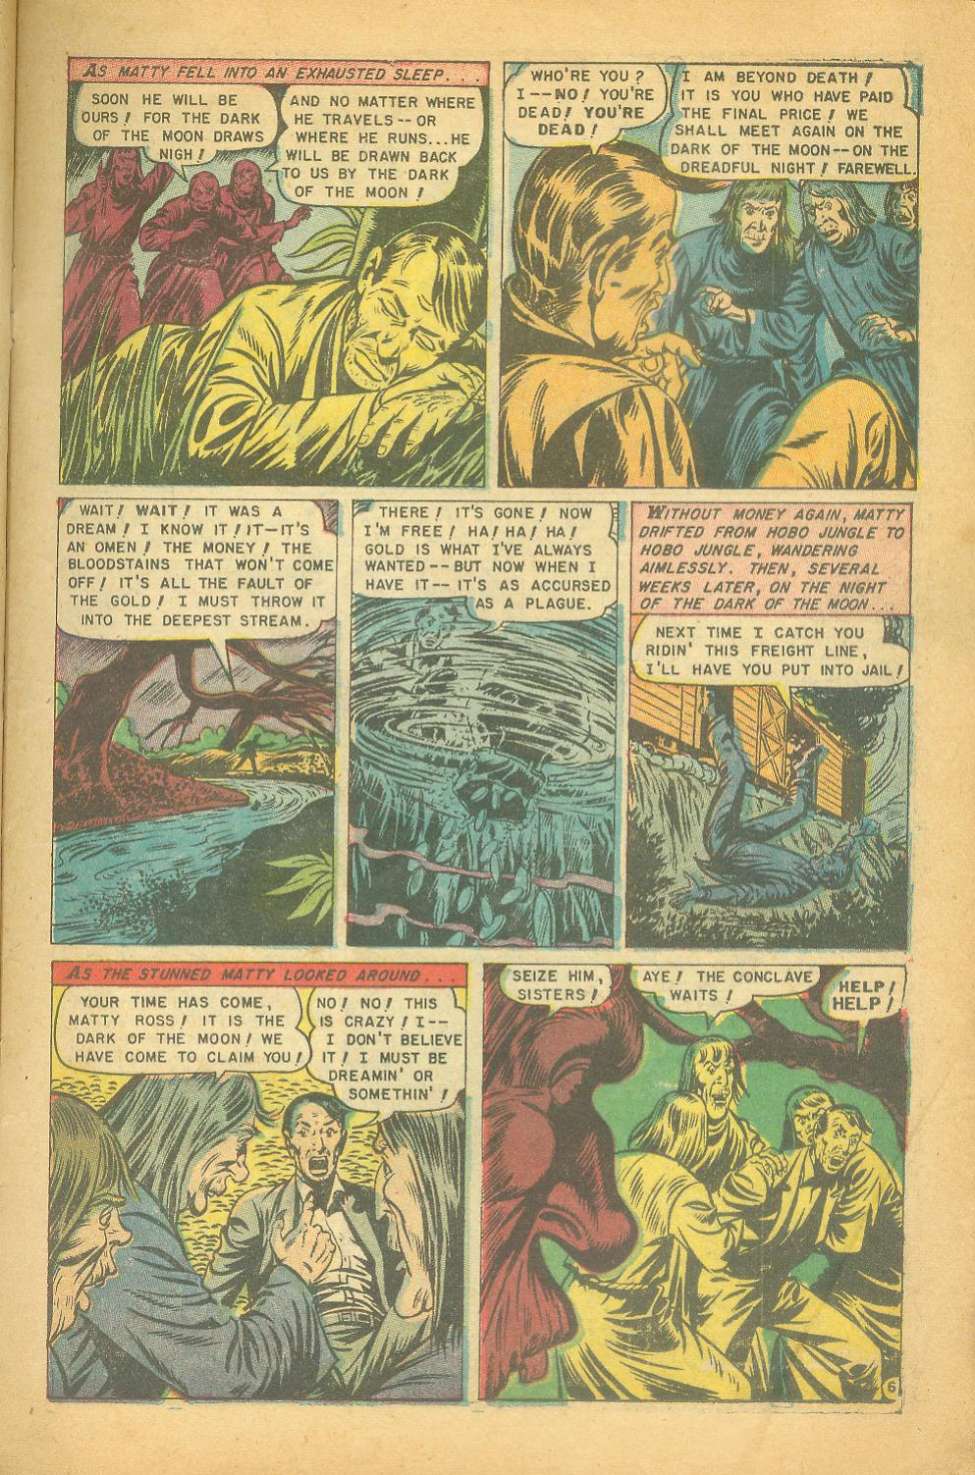 AS MATTY FELL INTO AN EXHAUSTED SLEEP...
SOON HE WILL BE
OURS! FOR THE DARK
OF THE MOON DRAWS
NIGH!
AND NO MATTER WHERE
HE TRAVELS--OR
WHERE HE RUNS...HE
WILL BE DRAWN BACK
TO US BY THE DARK
OF THE MOON!
WHO'RE YOU?
I--NO! YOU'RE
DEAD! YOU'RE
DEAD!
I AM BEYOND DEATH!
IT IS YOU WHO HAVE PAID
THE FINAL PRICE! WE
SHALL MEET AGAIN ON THE
DARK OF THE MOON--ON THE
DREADFUL NIGHT! FAREWELL.
WAIT! WAIT! IT WAS A
DREAM! I KNOW IT! IT--IT'S
AN OMEN! THE MONEY! THE
BLOODSTAINS THAT WON'T COME
OFF! IT'S ALL THE FAULT OF
THE GOLD! I MUST THROW IT
INTO THE DEEPEST STREAM.
THERE! IT'S GONE! NOW
I'M FREE! HA! HA! HA!
GOLD IS WHAT I'VE ALWAYS
WANTED--BUT NOW WHEN I
HAVE IT--IT'S AS ACCURSED
AS A PLAGUE.
WITHOUT MONEY AGAIN, MATTY
DRIFTED FROM HOBO JUNGLE TO
HOBO JUNGLE, WANDERING
AIMLESSLY. THEN, SEVERAL
WEEKS LATER, ON THE NIGHT
OF THE DARK OF THE MOON...
NEXT TIME I CATCH YOU
RIDIN' THIS FREIGHT LINE,
I'LL HAVE YOU PUT INTO JAIL!
AS THE STUNNED MATTY LOOKED AROUND...
YOUR TIME HAS COME,
MATTY ROSS! IT IS THE
DARK OF THE MOON! WE
HAVE COME TO CLAIM YOU!
NO! NO! THIS
IS CRAZY! I--
I DON'T BELIEVE
IT! I MUST BE
DREAMIN' OR
SOMETHIN'!
SEIZE HIM,
SISTERS!
AYE! THE CONCLAVE
WAITS!
HELP!
HELP!
6